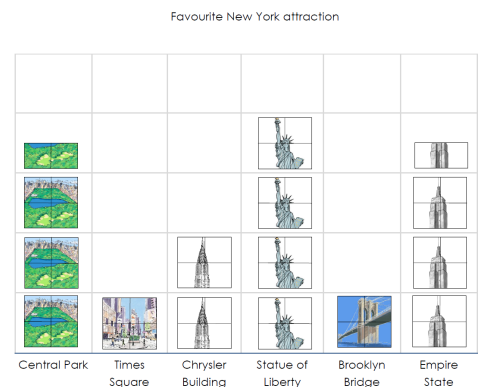 Favourite New York attraction
Central Park Times Chrysler Statue of Brooklyn Empire
Square Building Liberty Bridge State